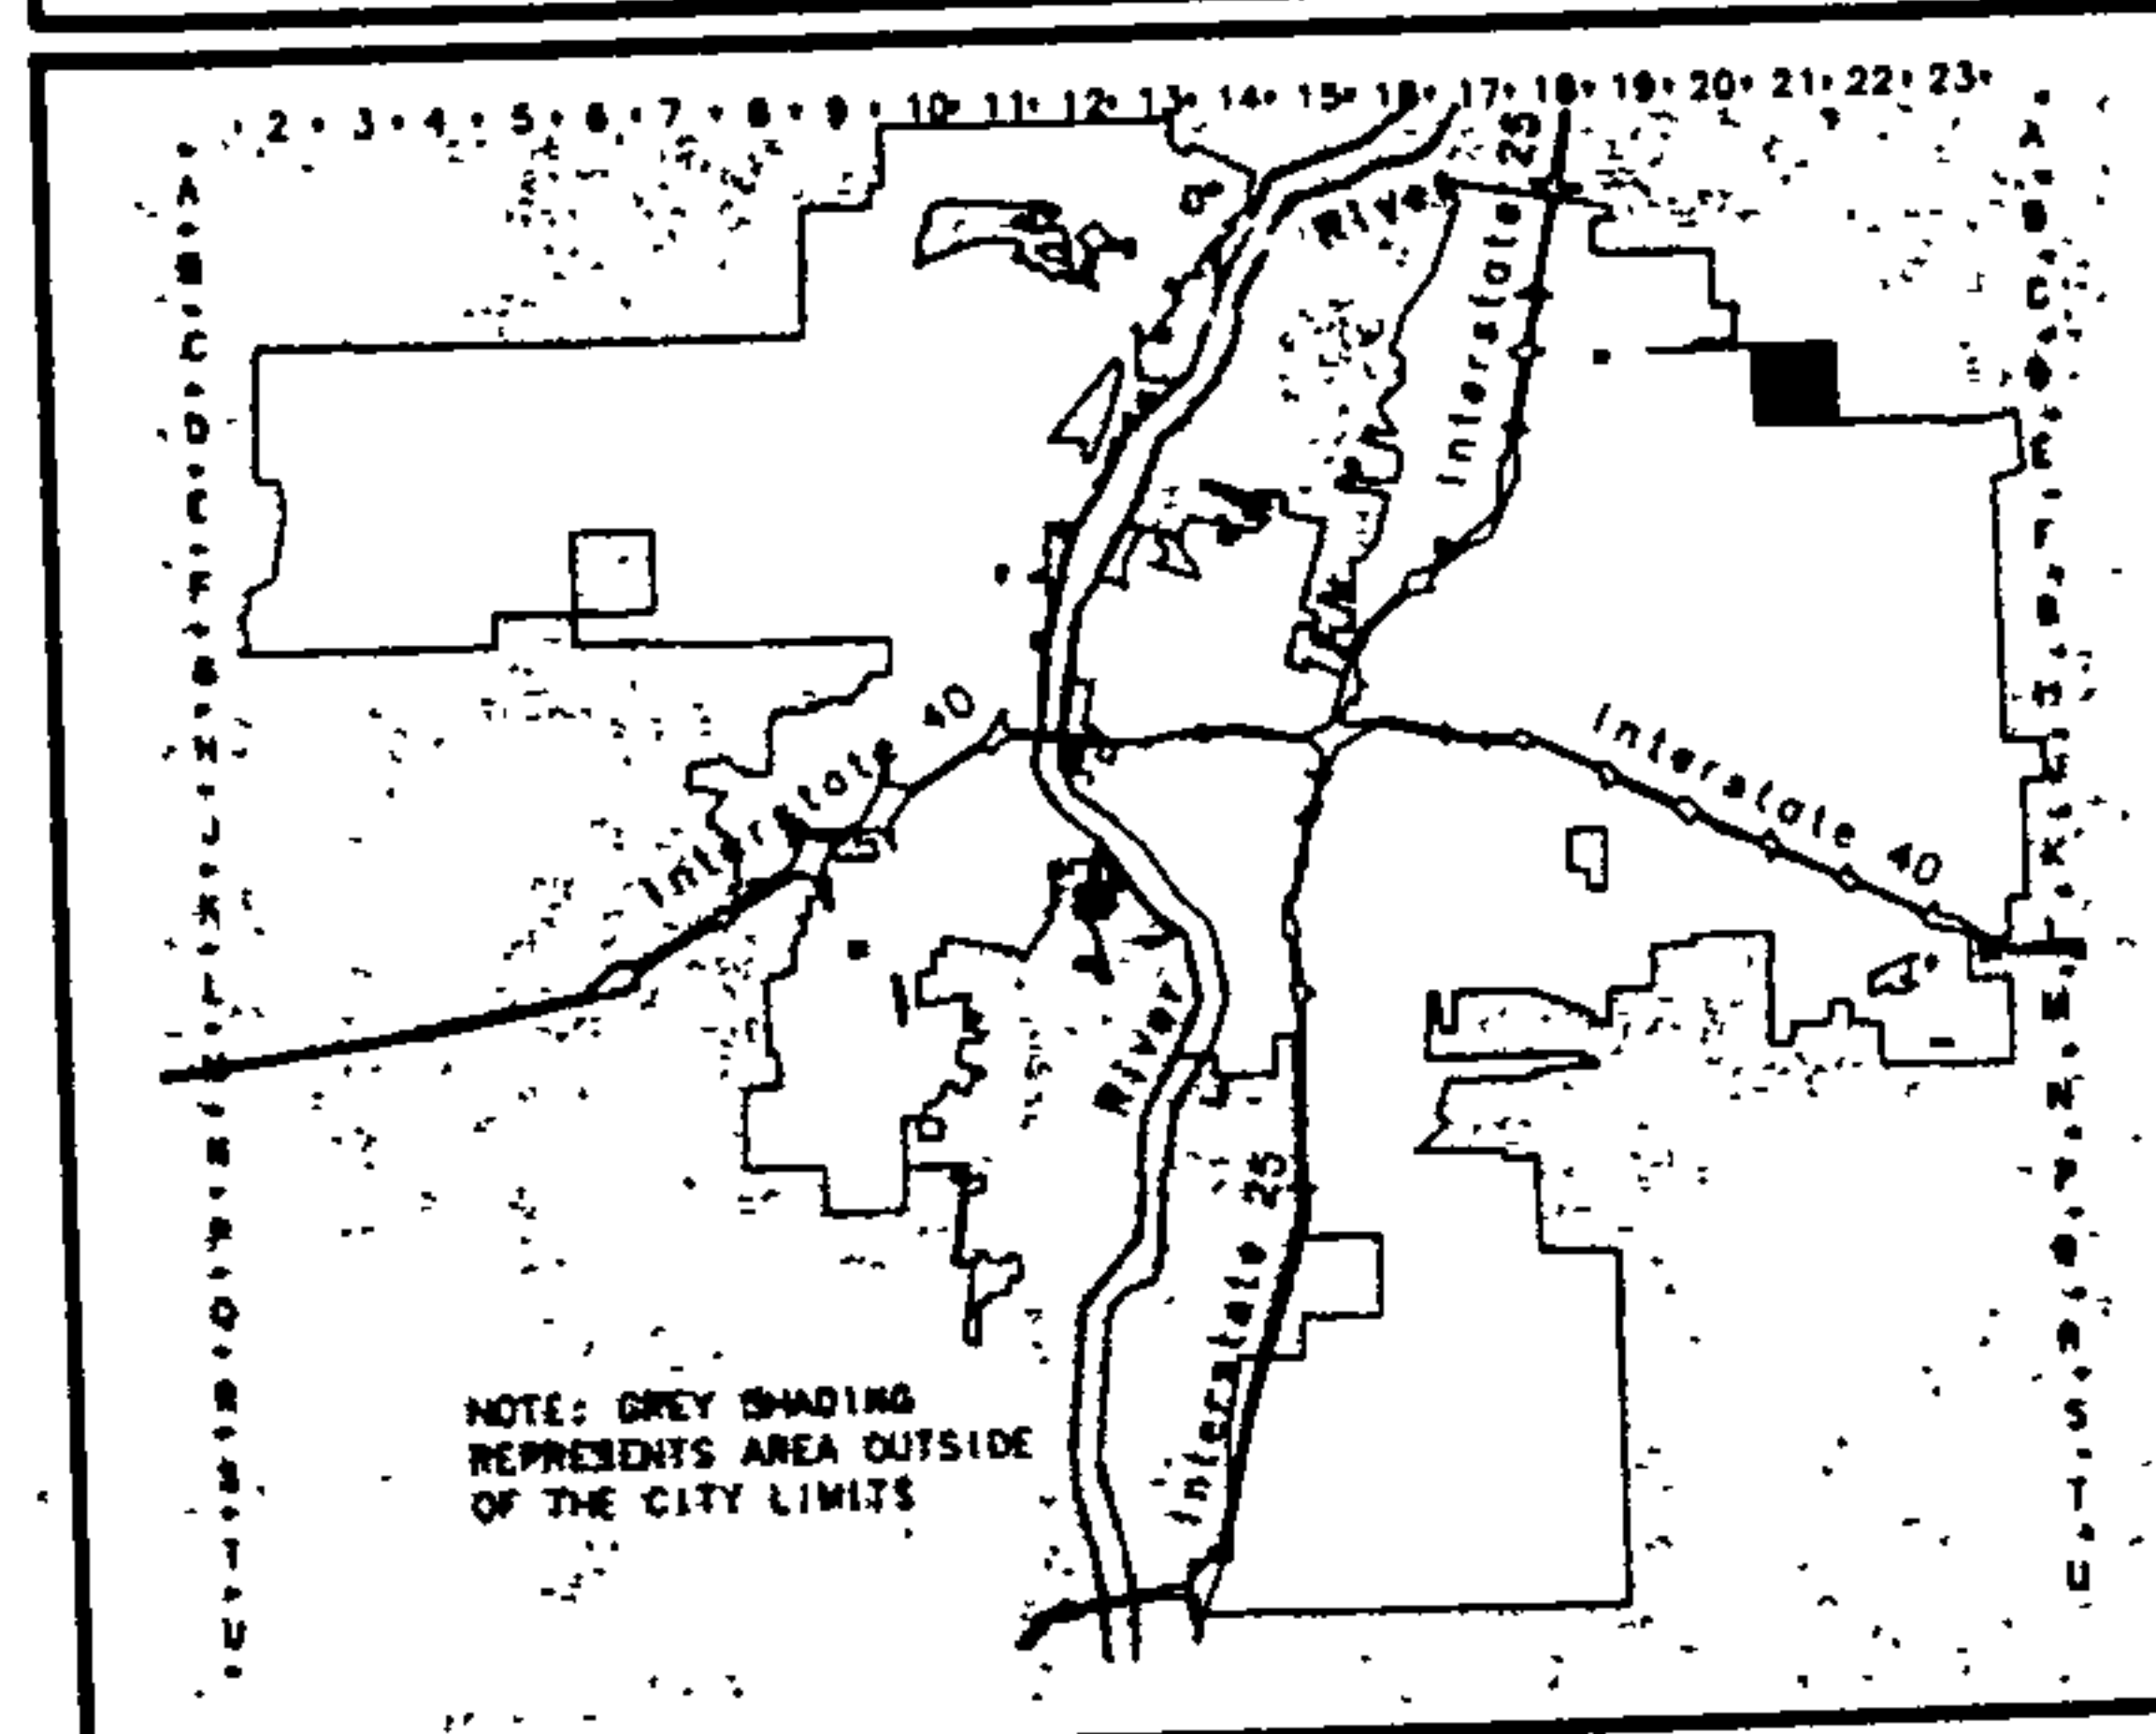 2 3 4 5 6 7 8 9 10 11 12 13 14 15 16 17 18 19 20 21 22 23
25
River
Interstate
40
Interstate
Interstate 40
River
25
Interstate
NOTE: GREY SHADING
REPRESENTS AREA OUTSIDE
OF THE CITY LIMITS
A
C
D
E
F
N
J
K
L
N
P
Q
R
T
U
A
C
E
F
K
L
M
N
P
R
S
T
U